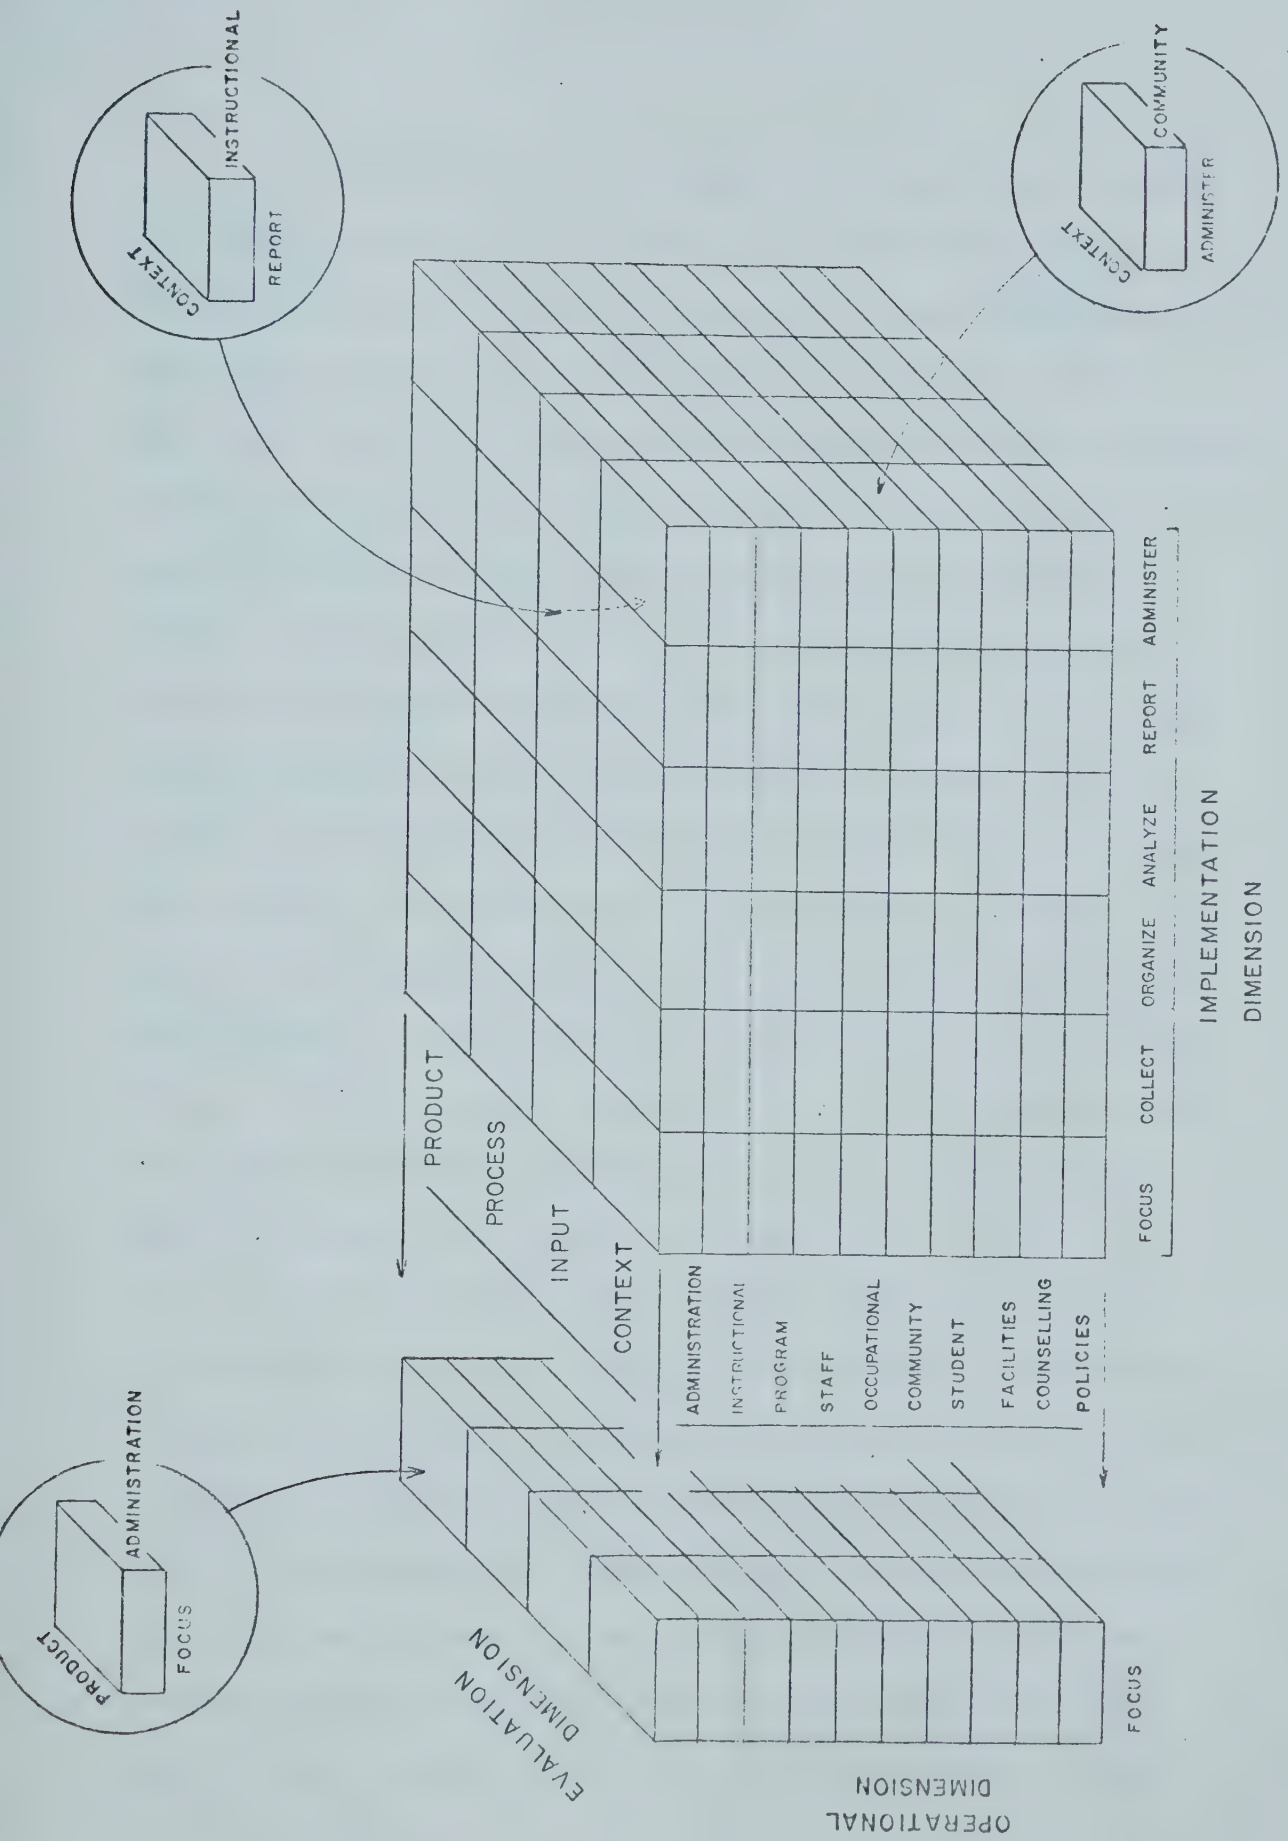 PRODUCT
ADMINISTRATION
FOCUS
CONTEXT
INSTRUCTIONAL
REPORT
CONTEXT
COMMUNITY
ADMINISTER
EVALUATION
DIMENSION
PRODUCT
PROCESS
INPUT
CONTEXT
OPERATIONAL
DIMENSION
ADMINISTRATION
INSTRUCTIONAL
PROGRAM
STAFF
OCCUPATIONAL
COMMUNITY
STUDENT
FACILITIES
COUNSELLING
POLICIES
FOCUS
FOCUS COLLECT ORGANIZE ANALYZE REPORT ADMINISTER
IMPLEMENTATION
DIMENSION